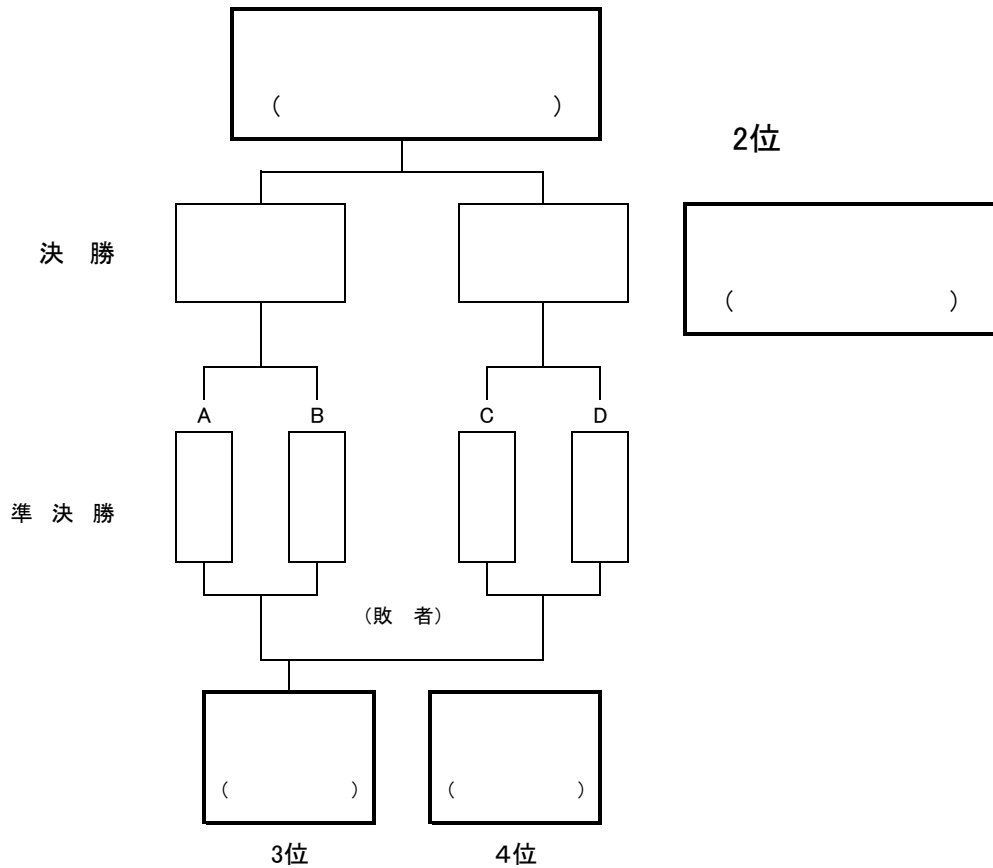 (　　　　　　　　)
2位
決　勝
(　　　　　　　　)
A　B　C　D
準　決　勝
（敗　者）
(　　　　)　(　　　　)
3位　４位